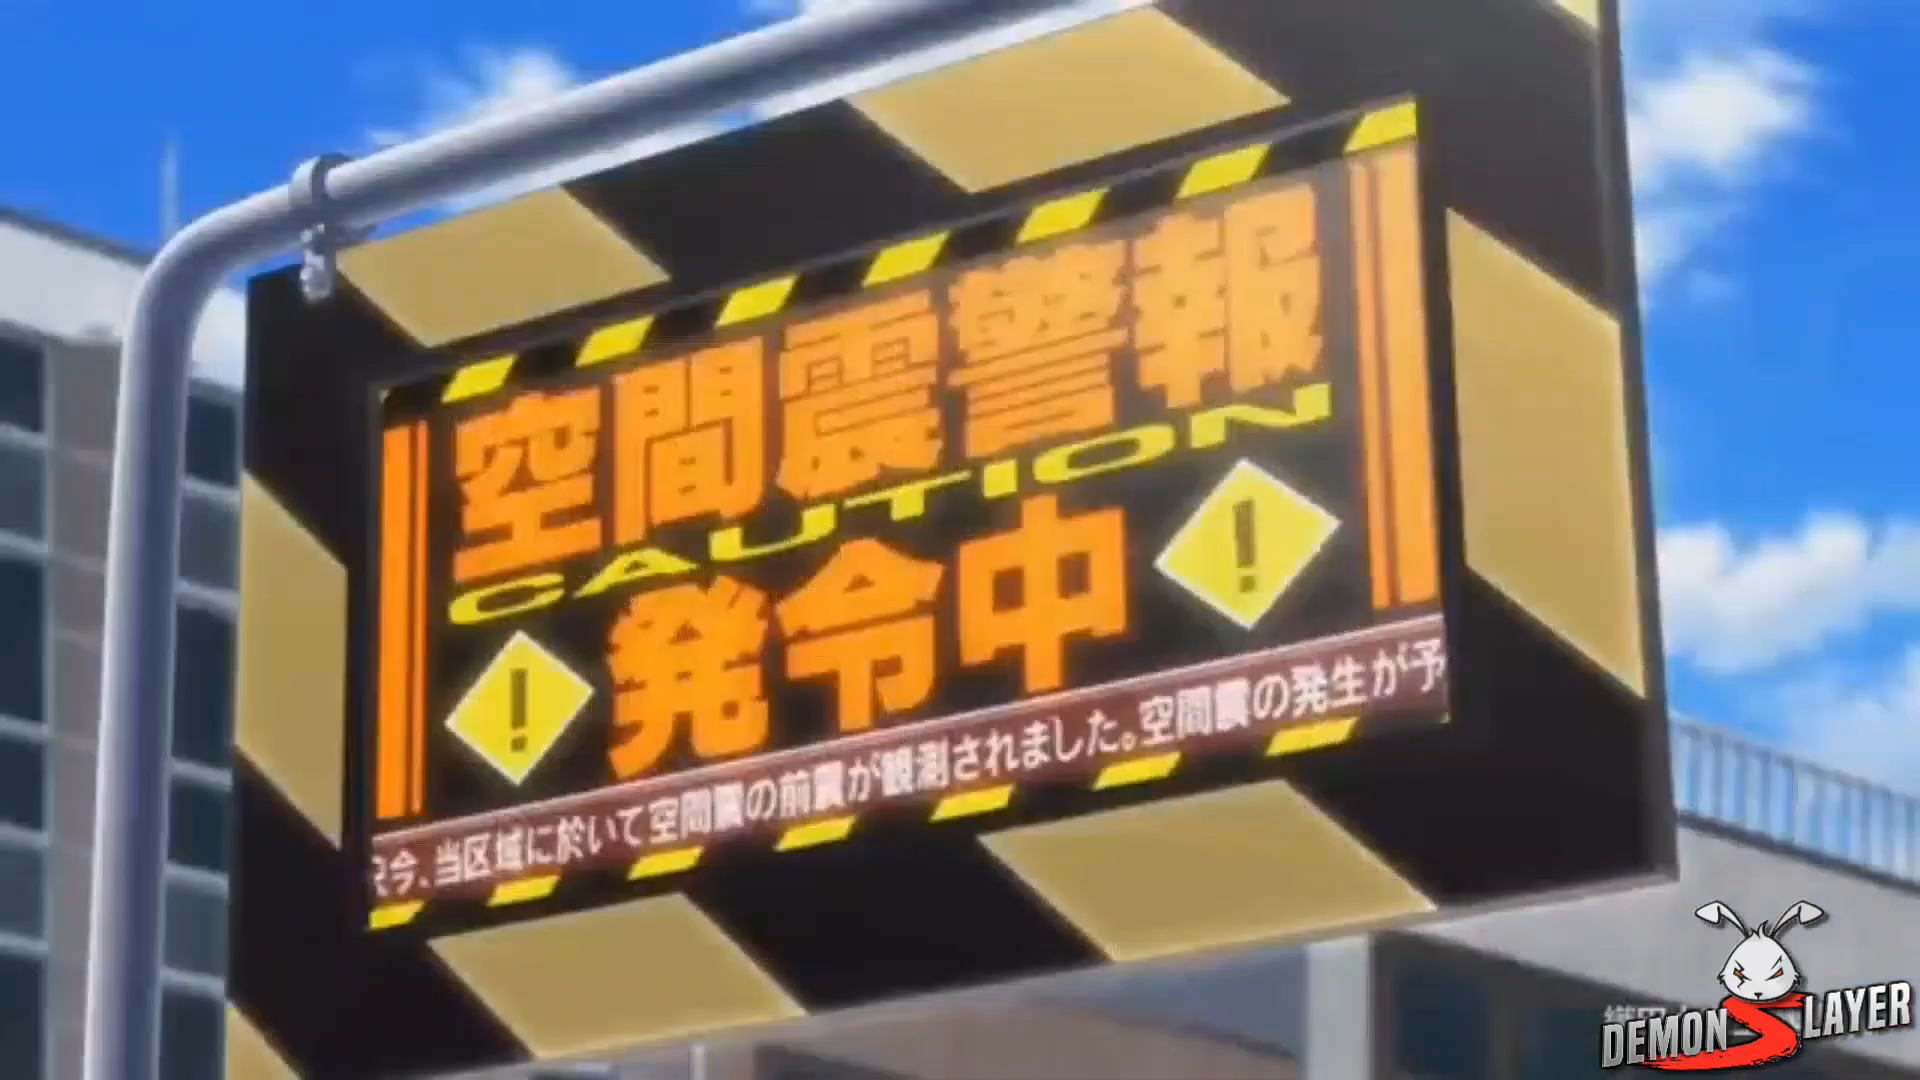 空間震警報
CAUTION
発令中
!
!
只今、当区域に於いて空間震の前震が観測されました。空間震の発生が予
DEMON SLAYER